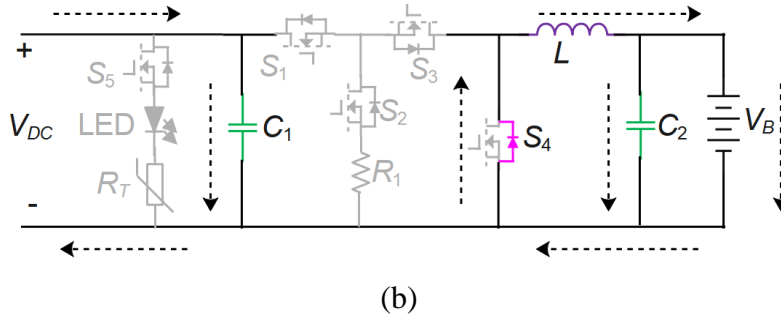 +
S1
S3
L
S5
S2
VDC
LED
C1
S4
C2
VB
RT
R1
-
(b)